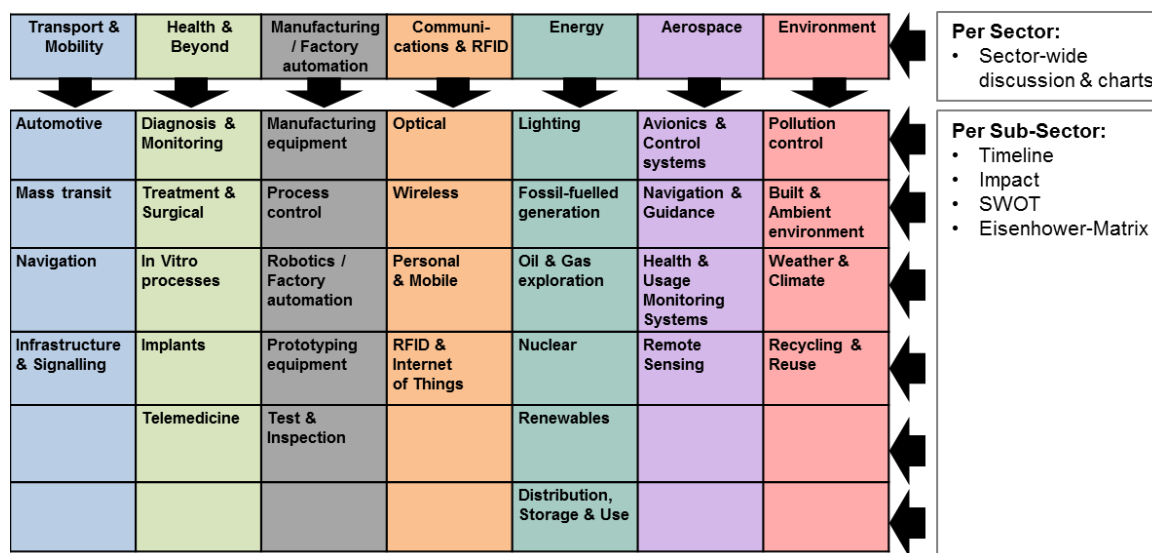 Transport &
Mobility
Health &
Beyond
Manufacturing
/ Factory
automation
Communi-
cations & RFID
Energy
Aerospace
Environment
Per Sector:
• Sector-wide
discussion & charts
Automotive
Diagnosis &
Monitoring
Manufacturing
equipment
Optical
Lighting
Avionics &
Control
systems
Pollution
control
Per Sub-Sector:
• Timeline
• Impact
• SWOT
• Eisenhower-Matrix
Mass transit
Treatment &
Surgical
Process
control
Wireless
Fossil-fuelled
generation
Navigation &
Guidance
Built &
Ambient
environment
Navigation
In Vitro
processes
Robotics /
Factory
automation
Personal
& Mobile
Oil & Gas
exploration
Health &
Usage
Monitoring
Systems
Weather &
Climate
Infrastructure
& Signalling
Implants
Prototyping
equipment
RFID &
Internet
of Things
Nuclear
Remote
Sensing
Recycling &
Reuse
Telemedicine
Test &
Inspection
Renewables
Distribution,
Storage & Use